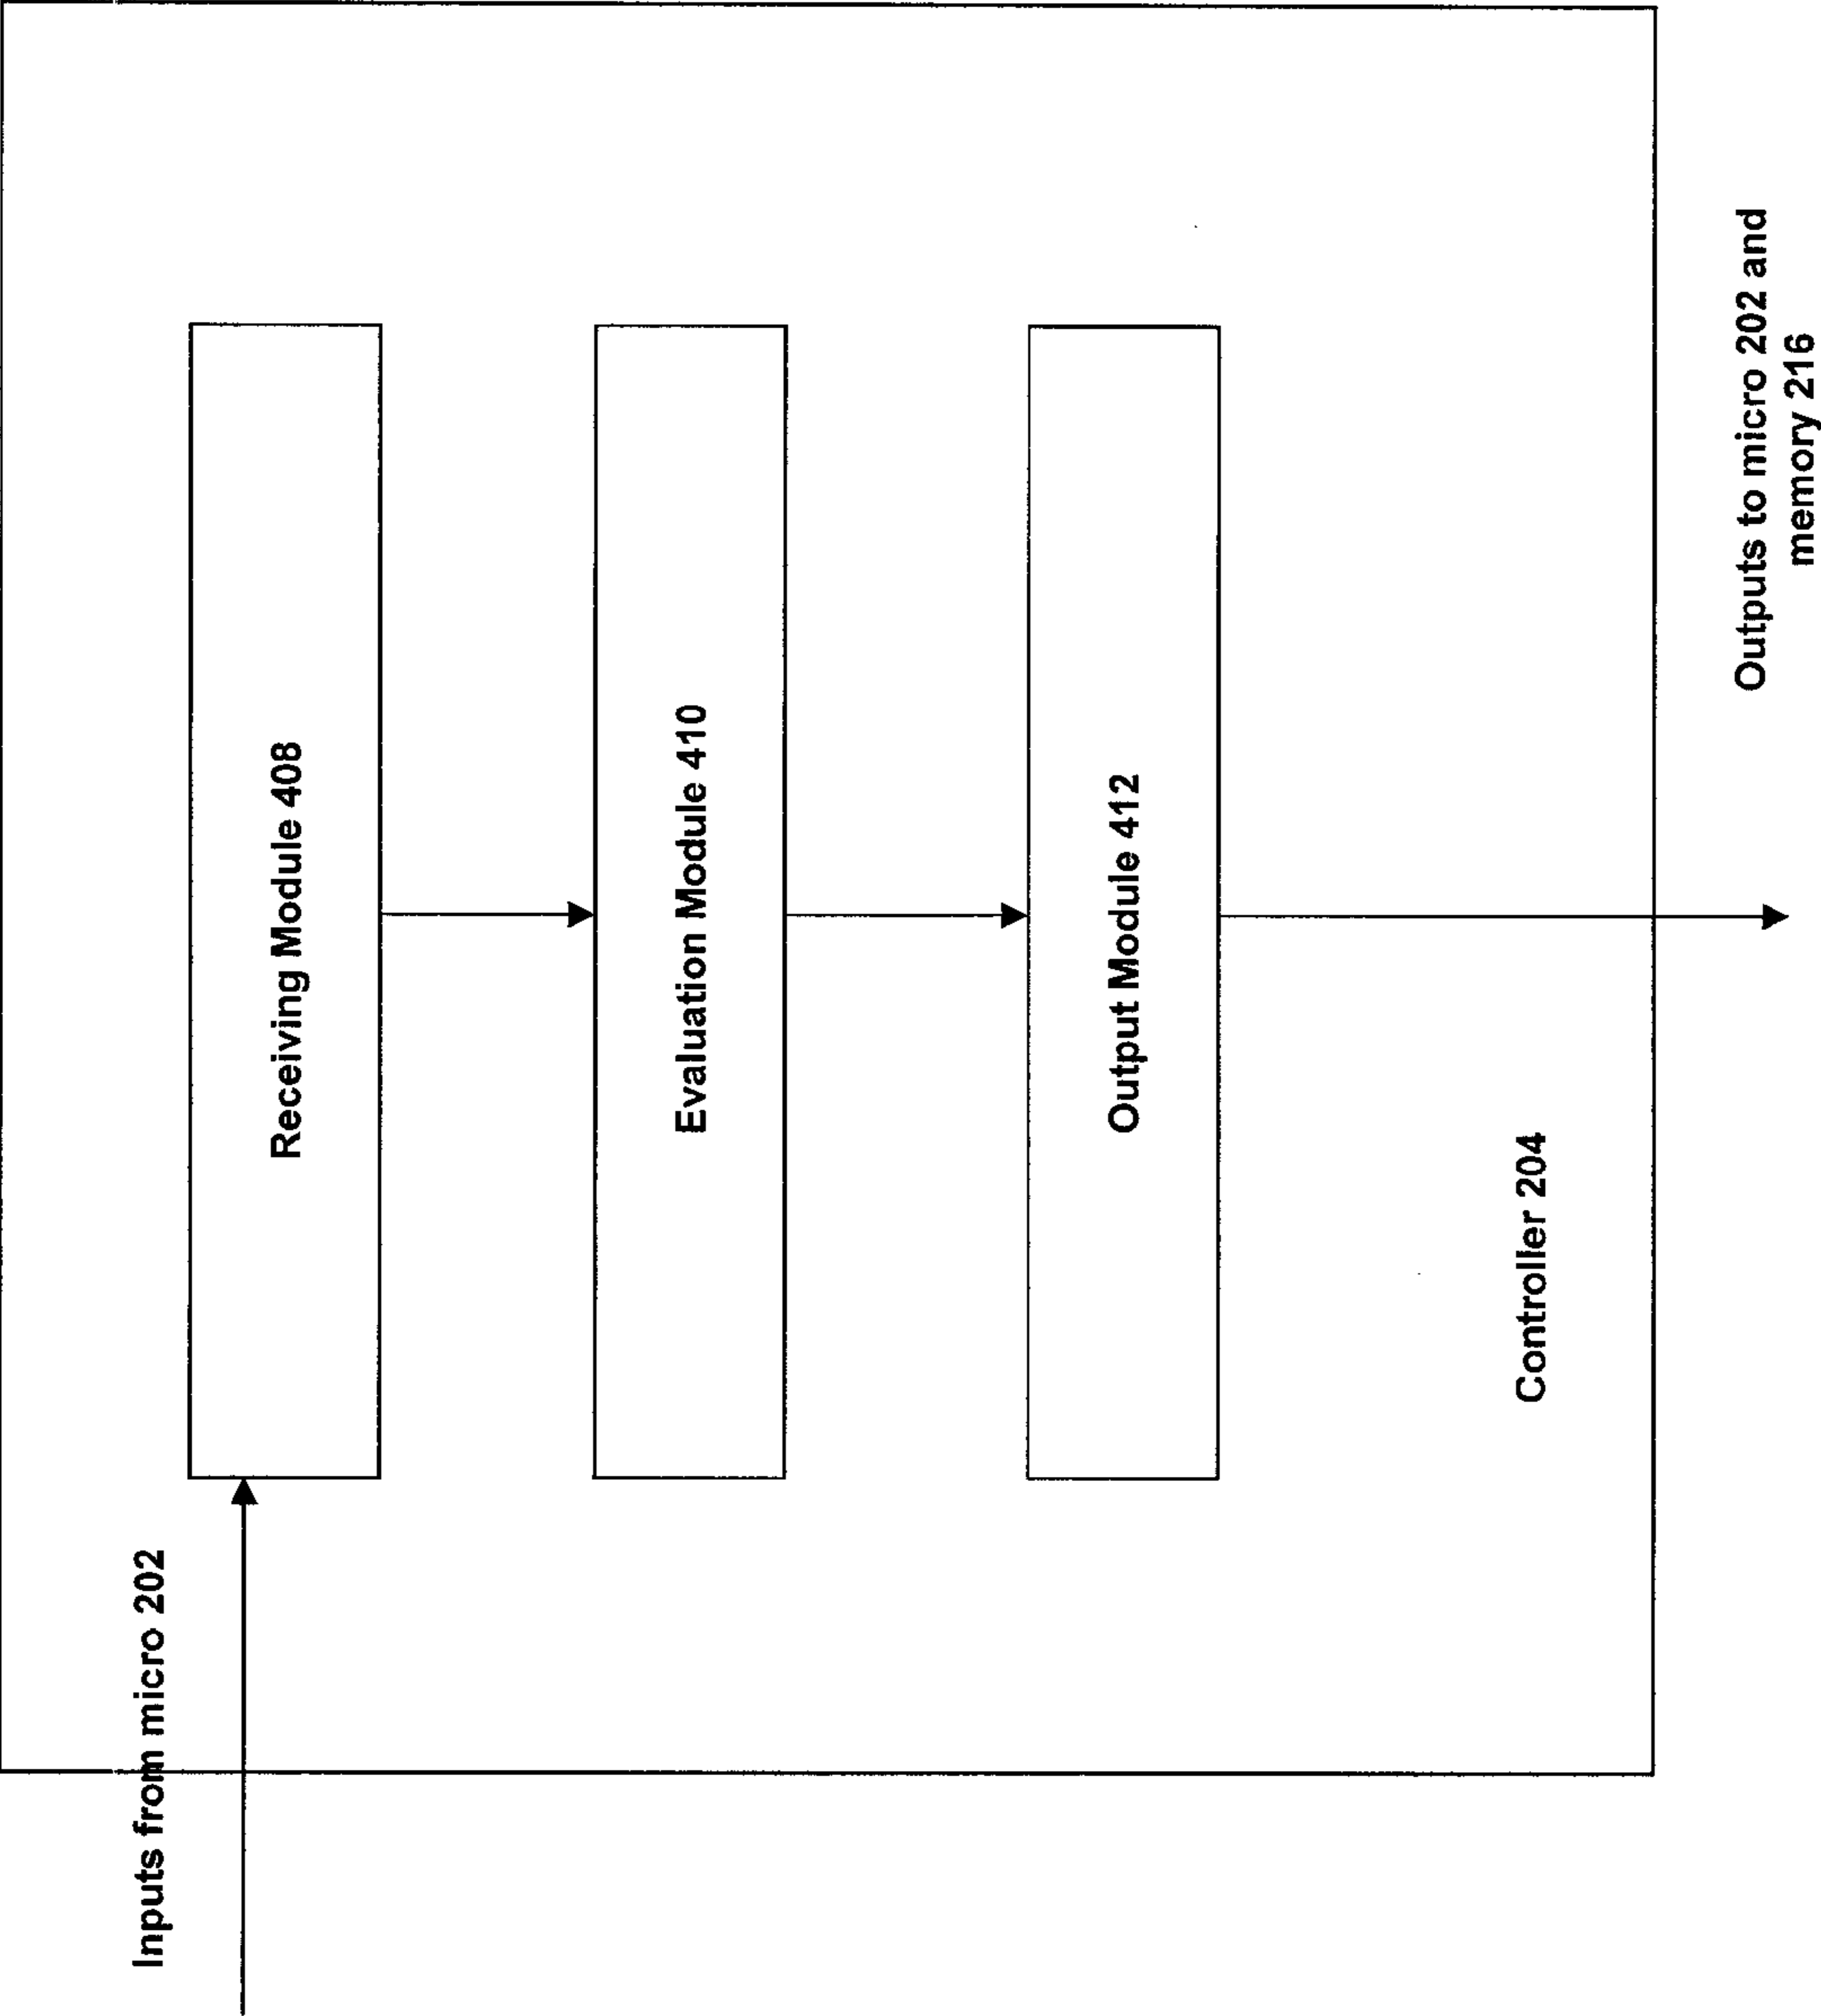 Inputs from micro 202
Receiving Module 408
Evaluation Module 410
Output Module 412
Controller 204
Outputs to micro 202 and
memory 216